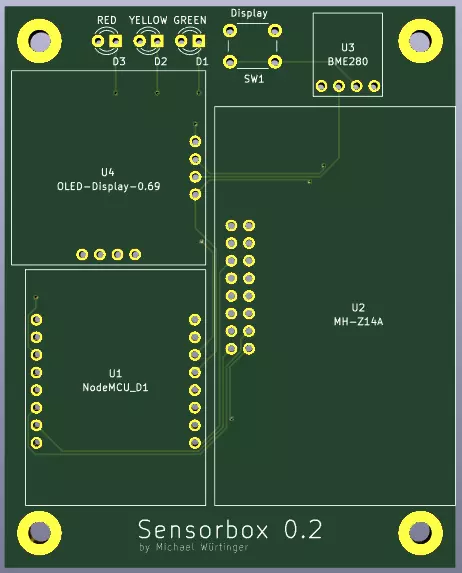 RED YELLOW GREEN
D3 D2 D1
Display
SW1
U3
BME280
U4
OLED-Display-0.69
U2
MH-Z14A
U1
NodeMCU_D1
Sensorbox 0.2
by Michael Würtinger